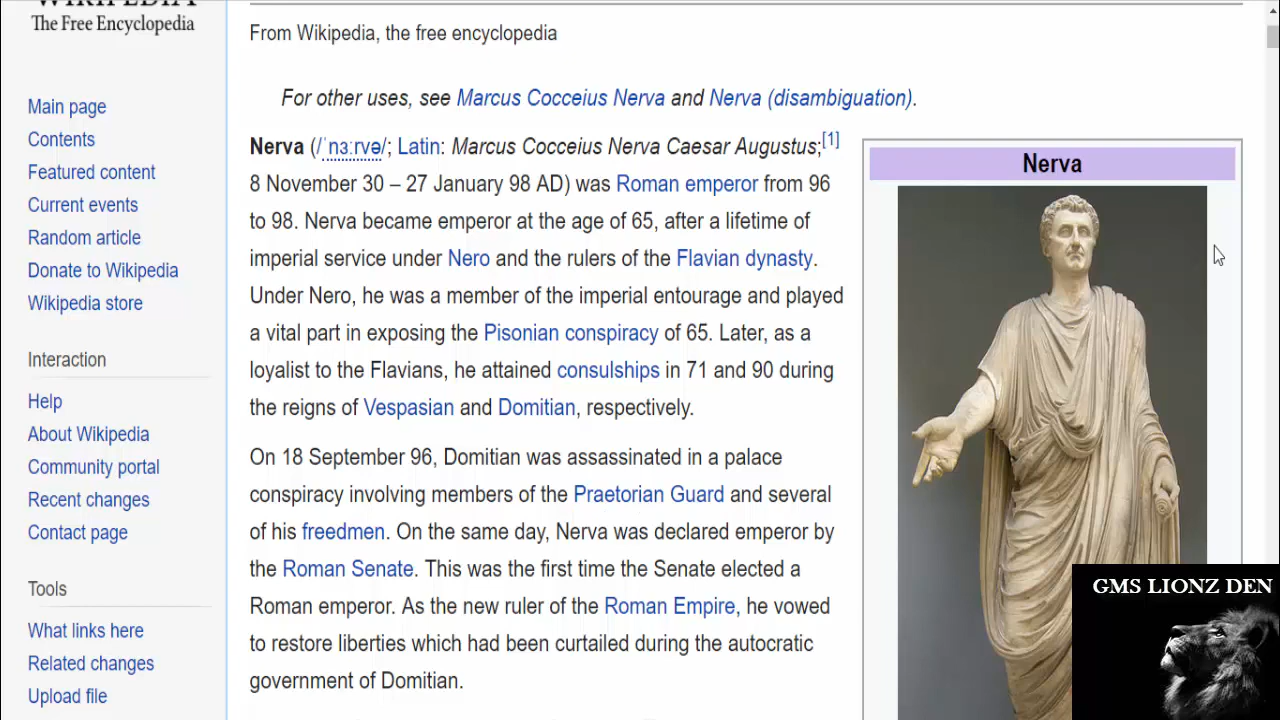 WIKIPEDIA
The Free Encyclopedia
Main page
Contents
Featured content
Current events
Random article
Donate to Wikipedia
Wikipedia store
Interaction
Help
About Wikipedia
Community portal
Recent changes
Contact page
Tools
What links here
Related changes
Upload file
From Wikipedia, the free encyclopedia
For other uses, see Marcus Cocceius Nerva and Nerva (disambiguation).
Nerva (/ˈnɜːrvə/; Latin: Marcus Cocceius Nerva Caesar Augustus;[1]
8 November 30 – 27 January 98 AD) was Roman emperor from 96
to 98. Nerva became emperor at the age of 65, after a lifetime of
imperial service under Nero and the rulers of the Flavian dynasty.
Under Nero, he was a member of the imperial entourage and played
a vital part in exposing the Pisonian conspiracy of 65. Later, as a
loyalist to the Flavians, he attained consulships in 71 and 90 during
the reigns of Vespasian and Domitian, respectively.
On 18 September 96, Domitian was assassinated in a palace
conspiracy involving members of the Praetorian Guard and several
of his freedmen. On the same day, Nerva was declared emperor by
the Roman Senate. This was the first time the Senate elected a
Roman emperor. As the new ruler of the Roman Empire, he vowed
to restore liberties which had been curtailed during the autocratic
government of Domitian.
Nerva
GMS LIONZ DEN